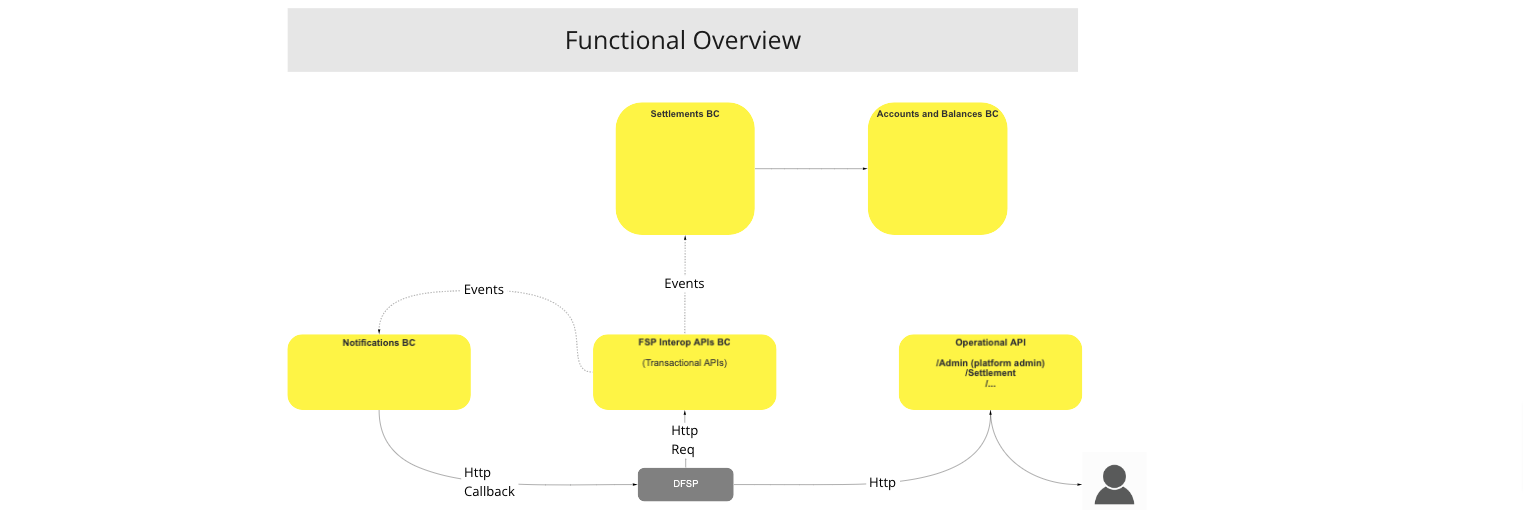 Functional Overview
Settlements BC
Accounts and Balances BC
Events
Events
Notifications BC
FSP Interop APIs BC
(Transactional APIs)
Operational API
/Admin (platform admin)
/Settlement
/...
Http
Req
Http
Callback
DFSP
Http